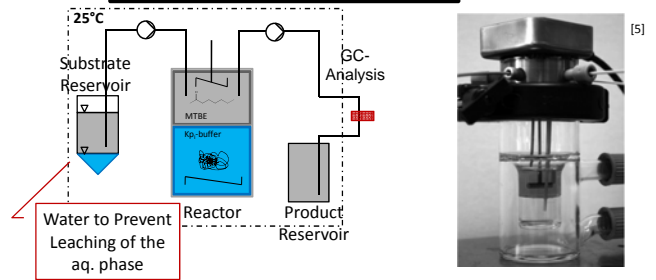 25°C
Substrate
Reservoir
GC-
Analysis
[5]
MTBE
Kpi-buffer
Water to Prevent
Leaching of the
aq. phase
Reactor
Product
Reservoir